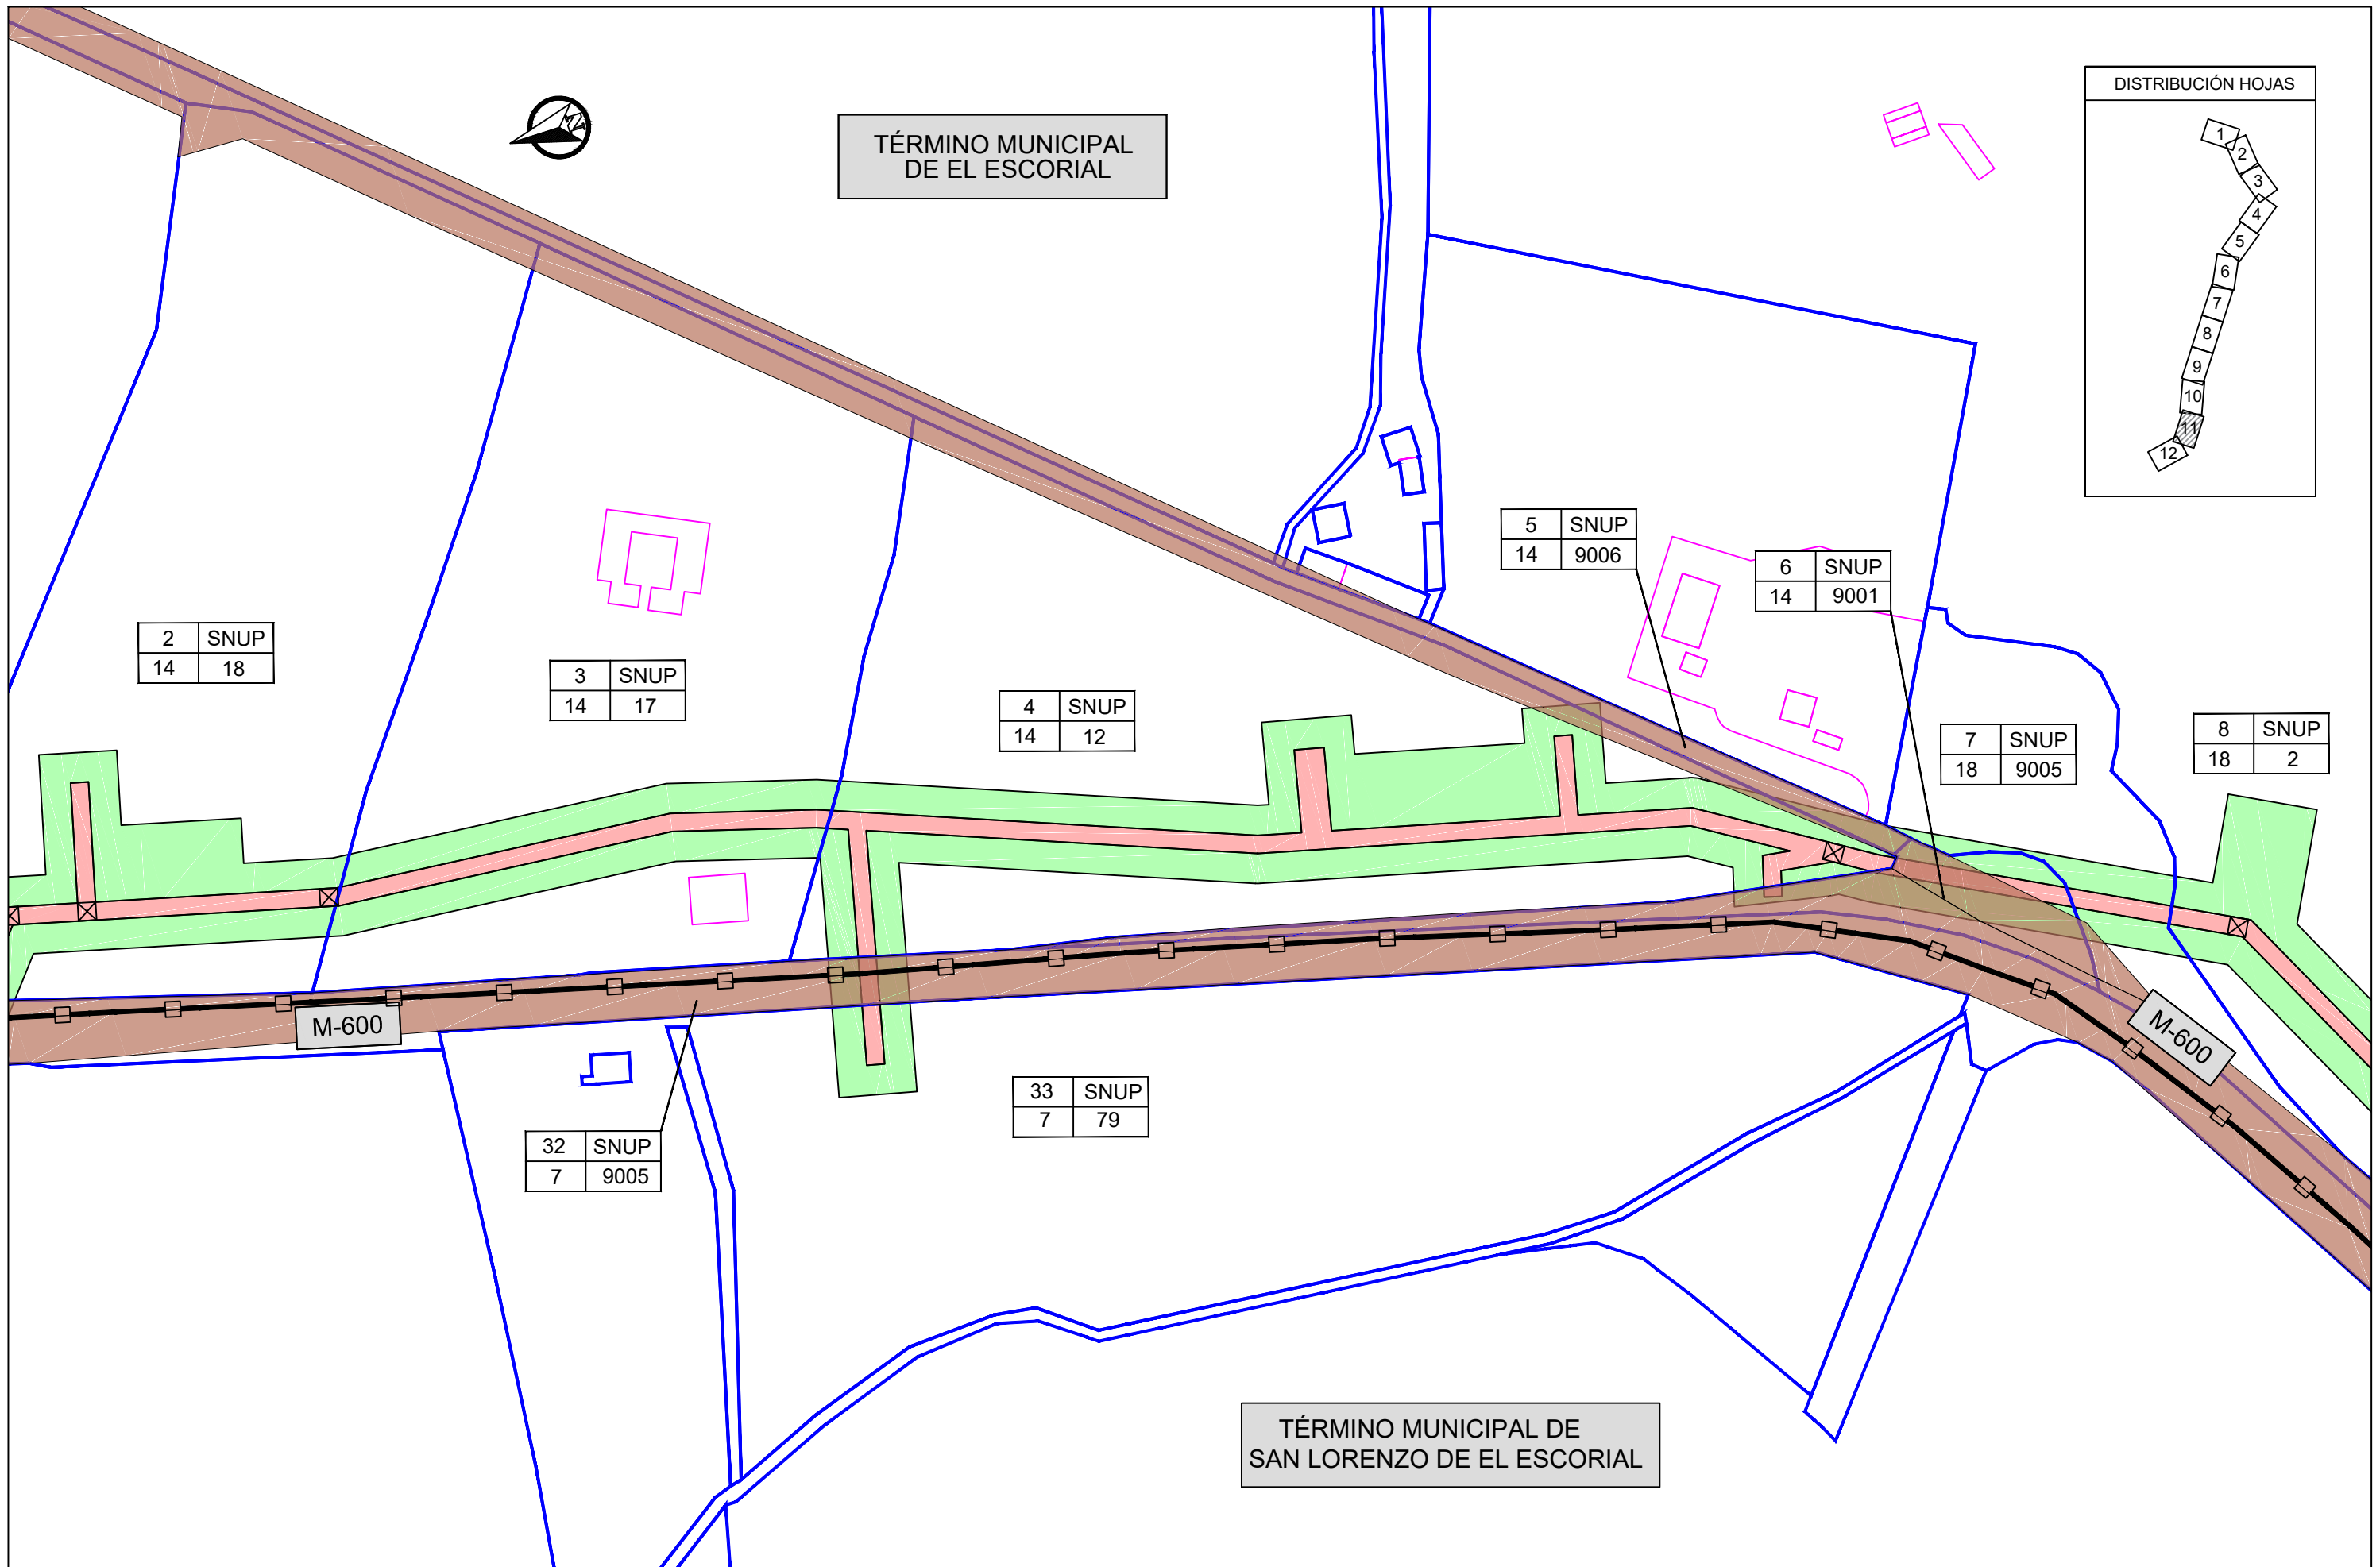 DISTRIBUCIÓN HOJAS
1
2
3
4
5
6
7
8
9
10
11
12
N
TÉRMINO MUNICIPAL
DE EL ESCORIAL
5 SNUP
14 9006
6 SNUP
14 9001
2 SNUP
14 18
3 SNUP
14 17
4 SNUP
14 12
7 SNUP
18 9005
8 SNUP
18 2
M-600
M-600
33 SNUP
7 79
32 SNUP
7 9005
TÉRMINO MUNICIPAL DE
SAN LORENZO DE EL ESCORIAL